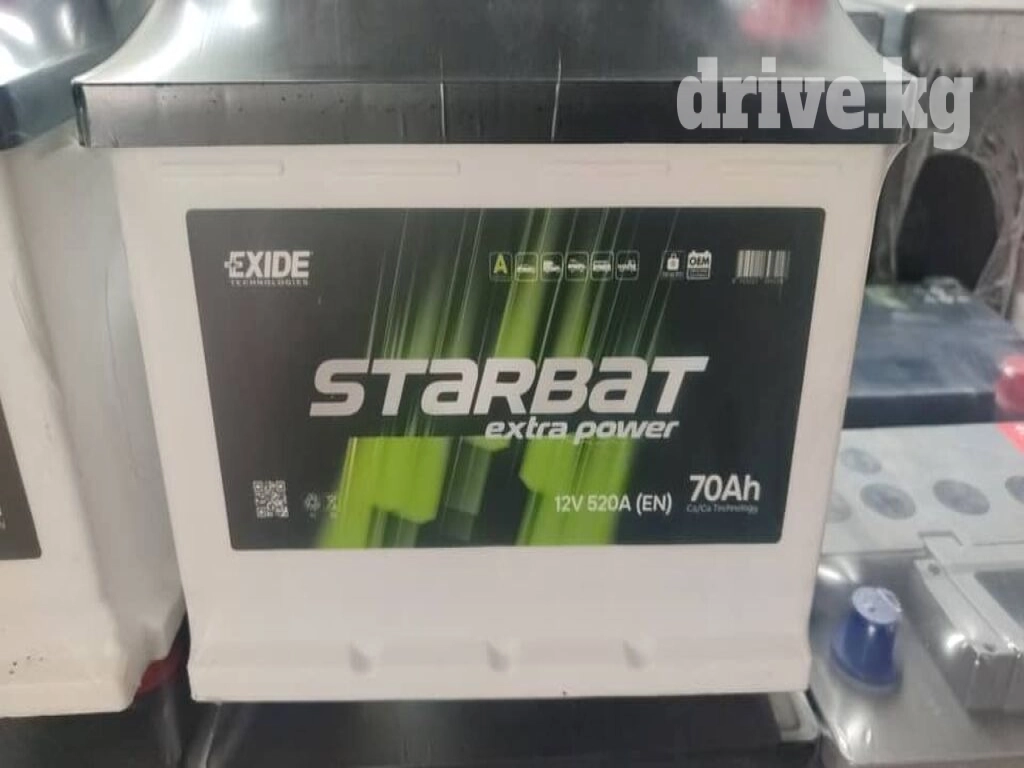 drive.kg
EXIDE
TECHNOLOGIES
A
OEM
STARBAT
extra power
12V 520A (EN)
70Ah
Ca/Ca Technology